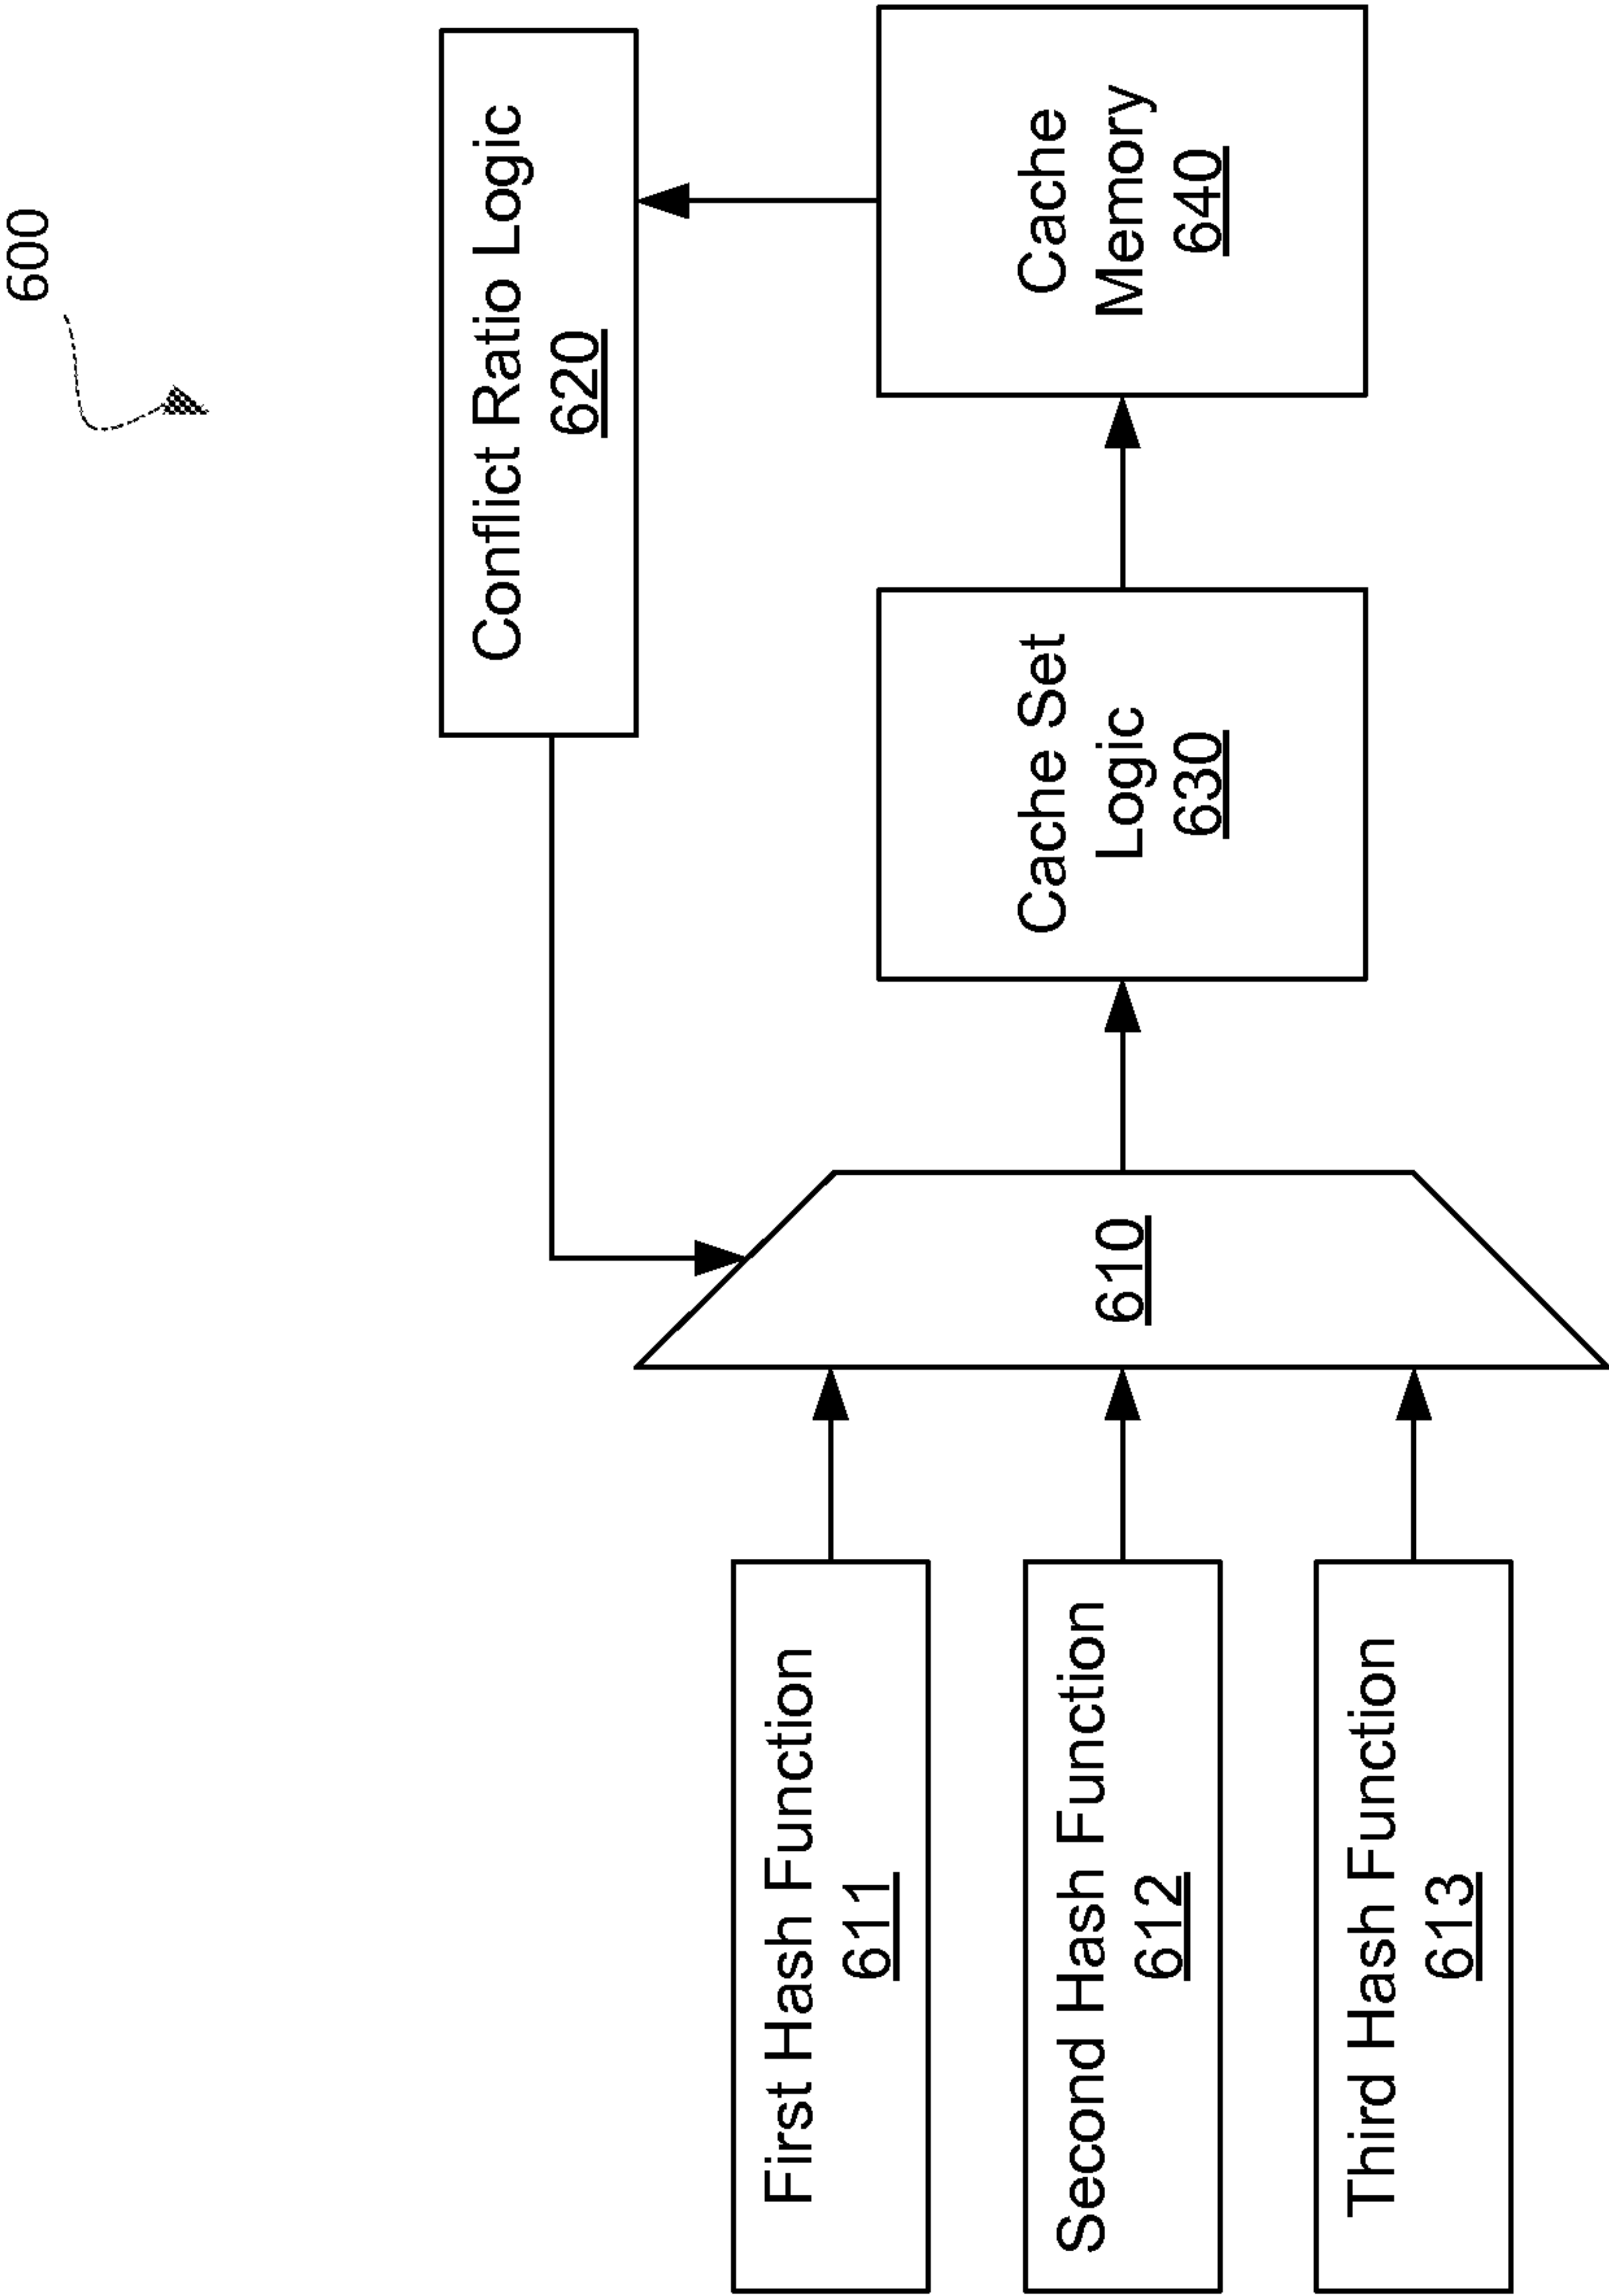 600
Conflict Ratio Logic
620
First Hash Function
611
Second Hash Function
612
Third Hash Function
613
610
Cache Set
Logic
630
Cache
Memory
640